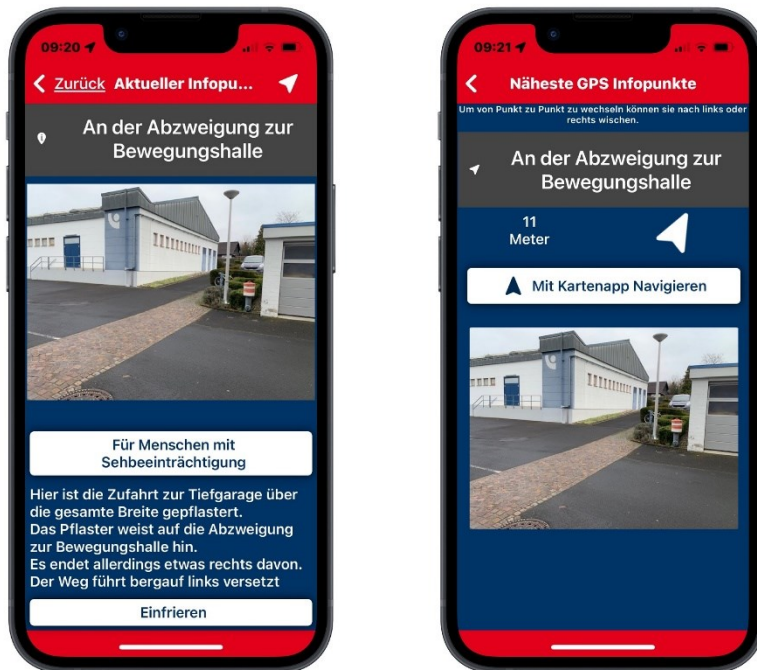 09:20
Zurück Aktueller Infopu...
An der Abzweigung zur
Bewegungshalle
Für Menschen mit
Sehbeeinträchtigung
Hier ist die Zufahrt zur Tiefgarage über
die gesamte Breite gepflastert.
Das Pflaster weist auf die Abzweigung
zur Bewegungshalle hin.
Es endet allerdings etwas rechts davon.
Der Weg führt bergauf links versetzt
Einfrieren
09:21
Näheste GPS Infopunkte
Um von Punkt zu Punkt zu wechseln können sie nach links oder
rechts wischen.
An der Abzweigung zur
Bewegungshalle
11
Meter
Mit Kartenapp Navigieren